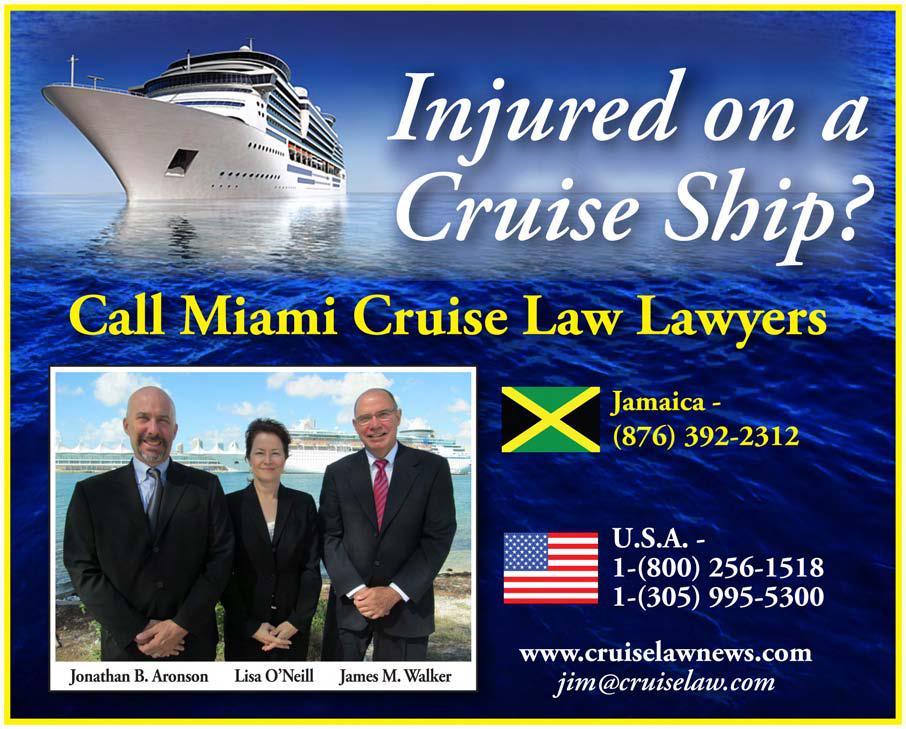 Injured on a
Cruise Ship?
Call Miami Cruise Law Lawyers
Jamaica -
(876) 392-2312
U.S.A. -
1-(800) 256-1518
1-(305) 995-5300
www.cruiselawnews.com
jim@cruiselaw.com
Jonathan B. Aronson Lisa O'Neill James M. Walker